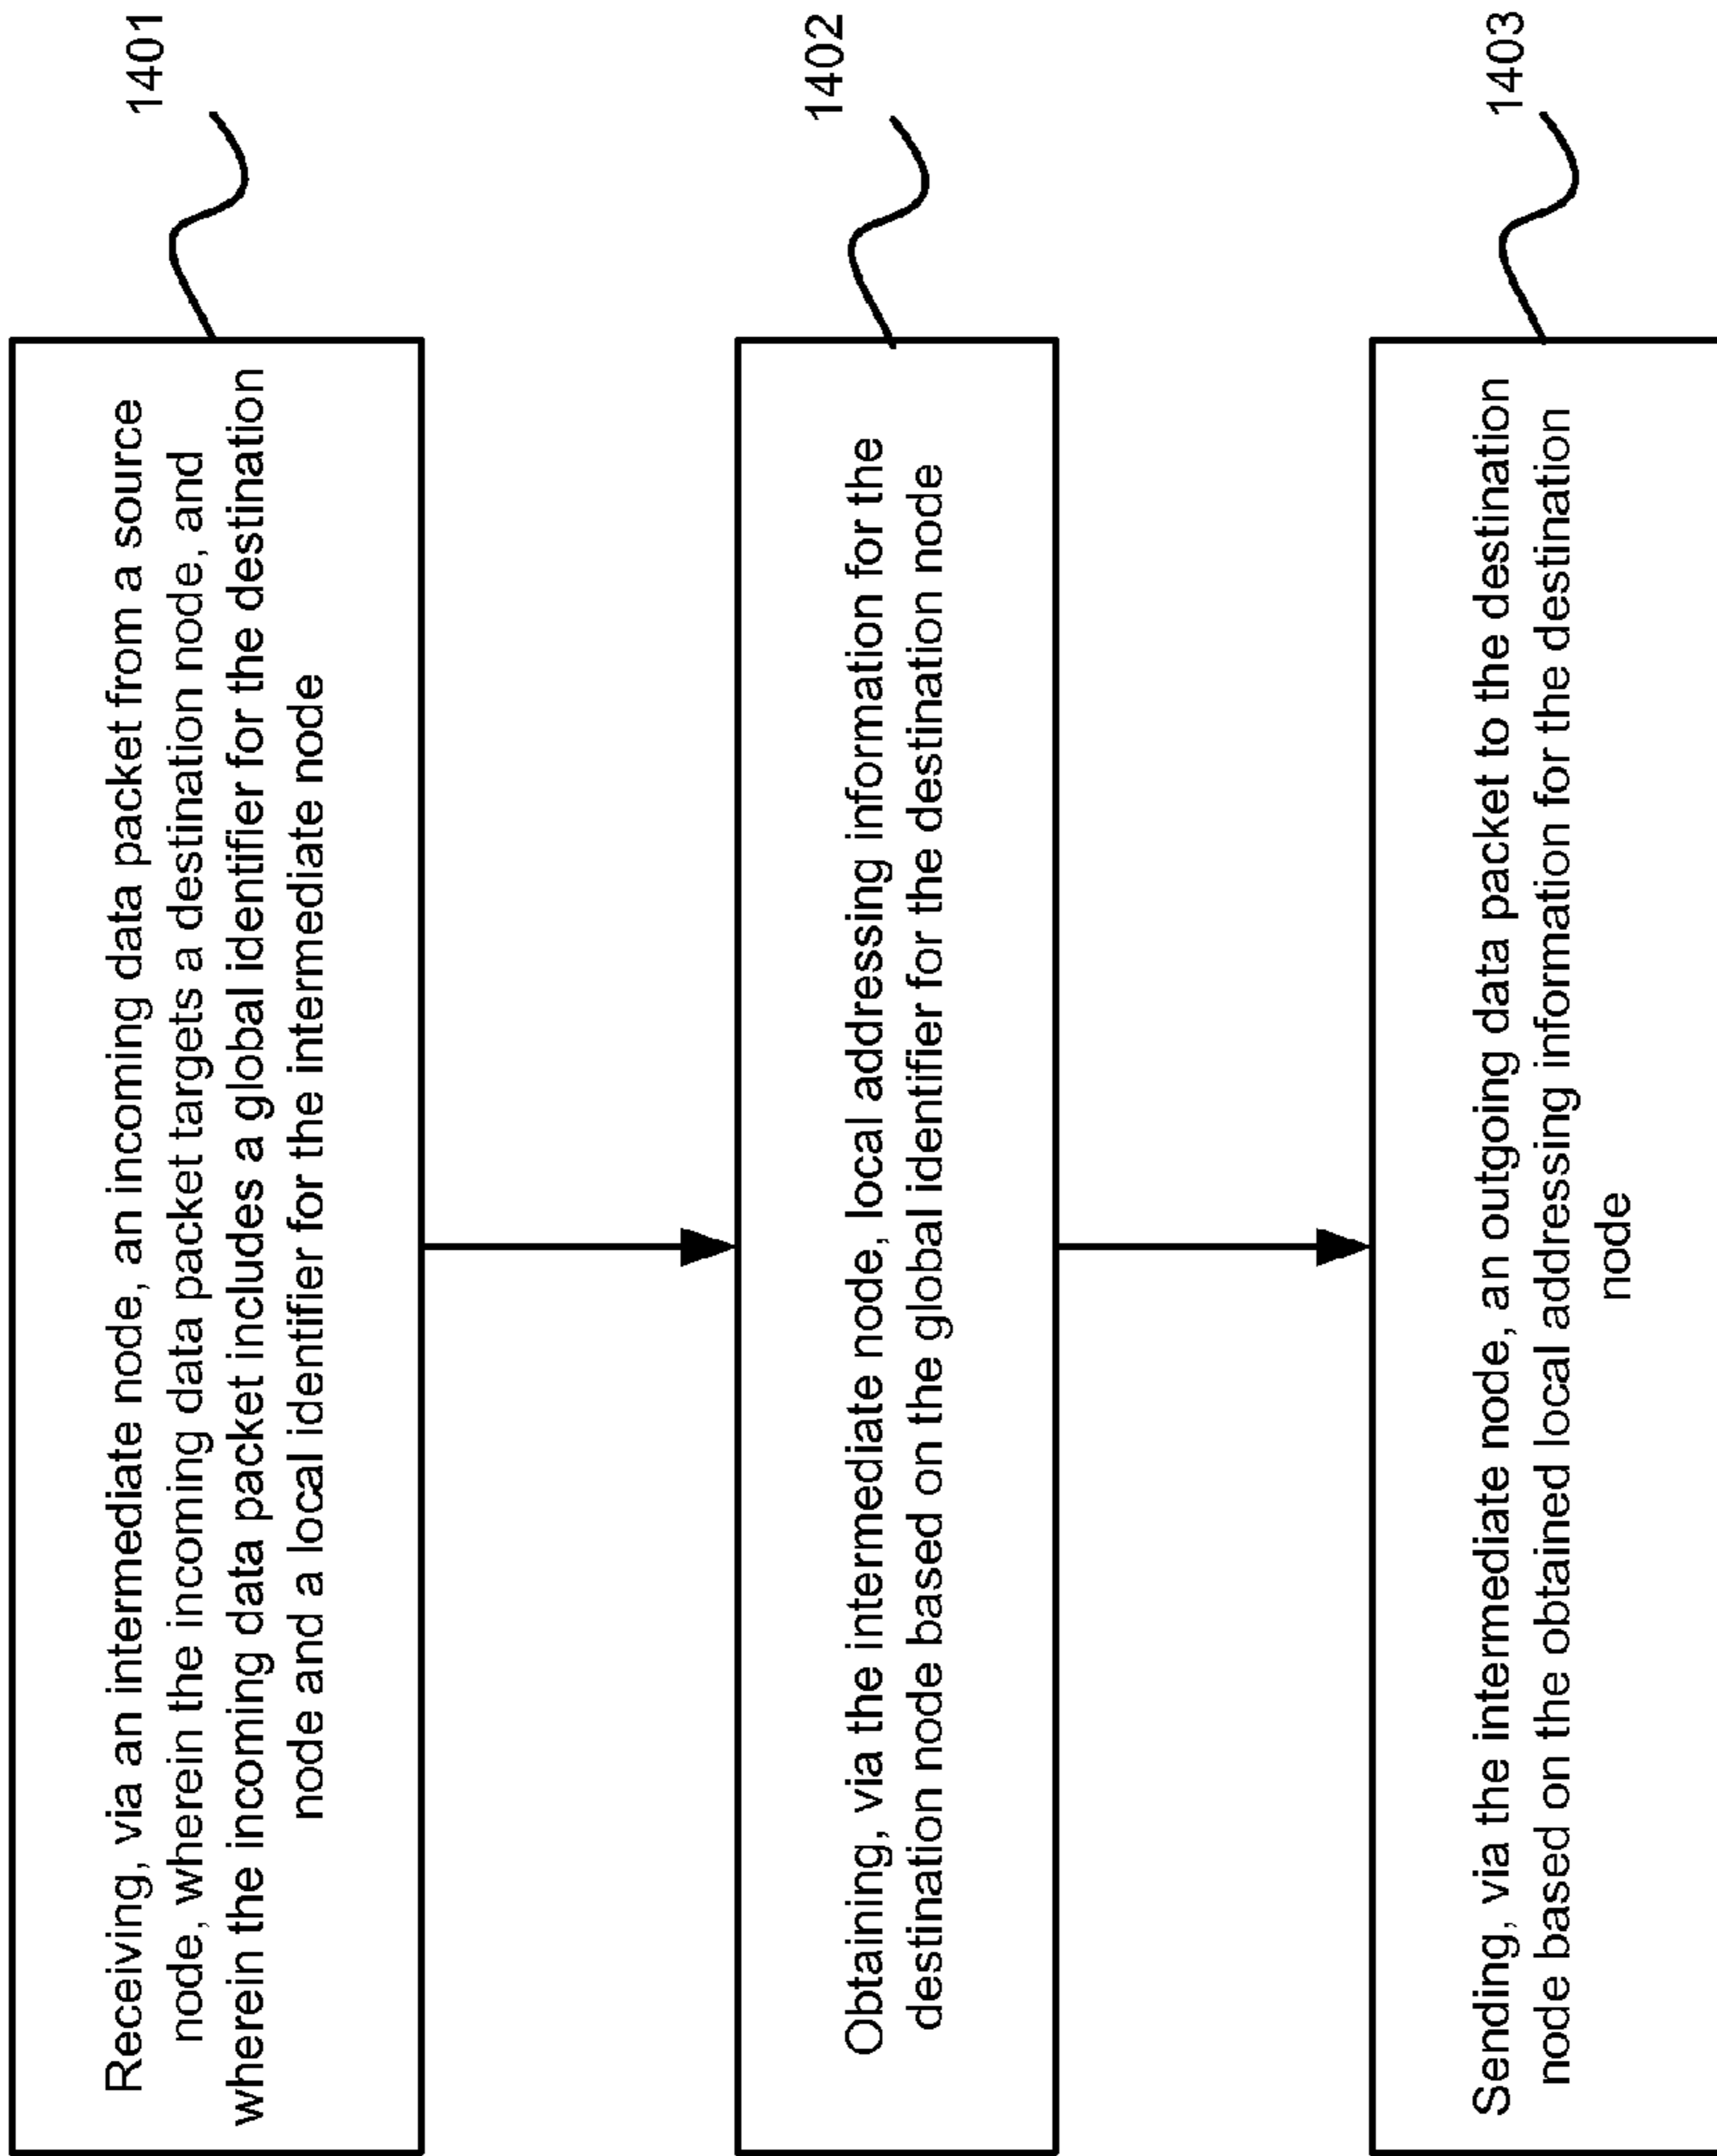 Receiving, via an intermediate node, an incoming data packet from a source
node, wherein the incoming data packet targets a destination node, and
wherein the incoming data packet includes a global identifier for the destination
node and a local identifier for the intermediate node
1401
Obtaining, via the intermediate node, local addressing information for the
destination node based on the global identifier for the destination node
1402
Sending, via the intermediate node, an outgoing data packet to the destination
node based on the obtained local addressing information for the destination
node
1403